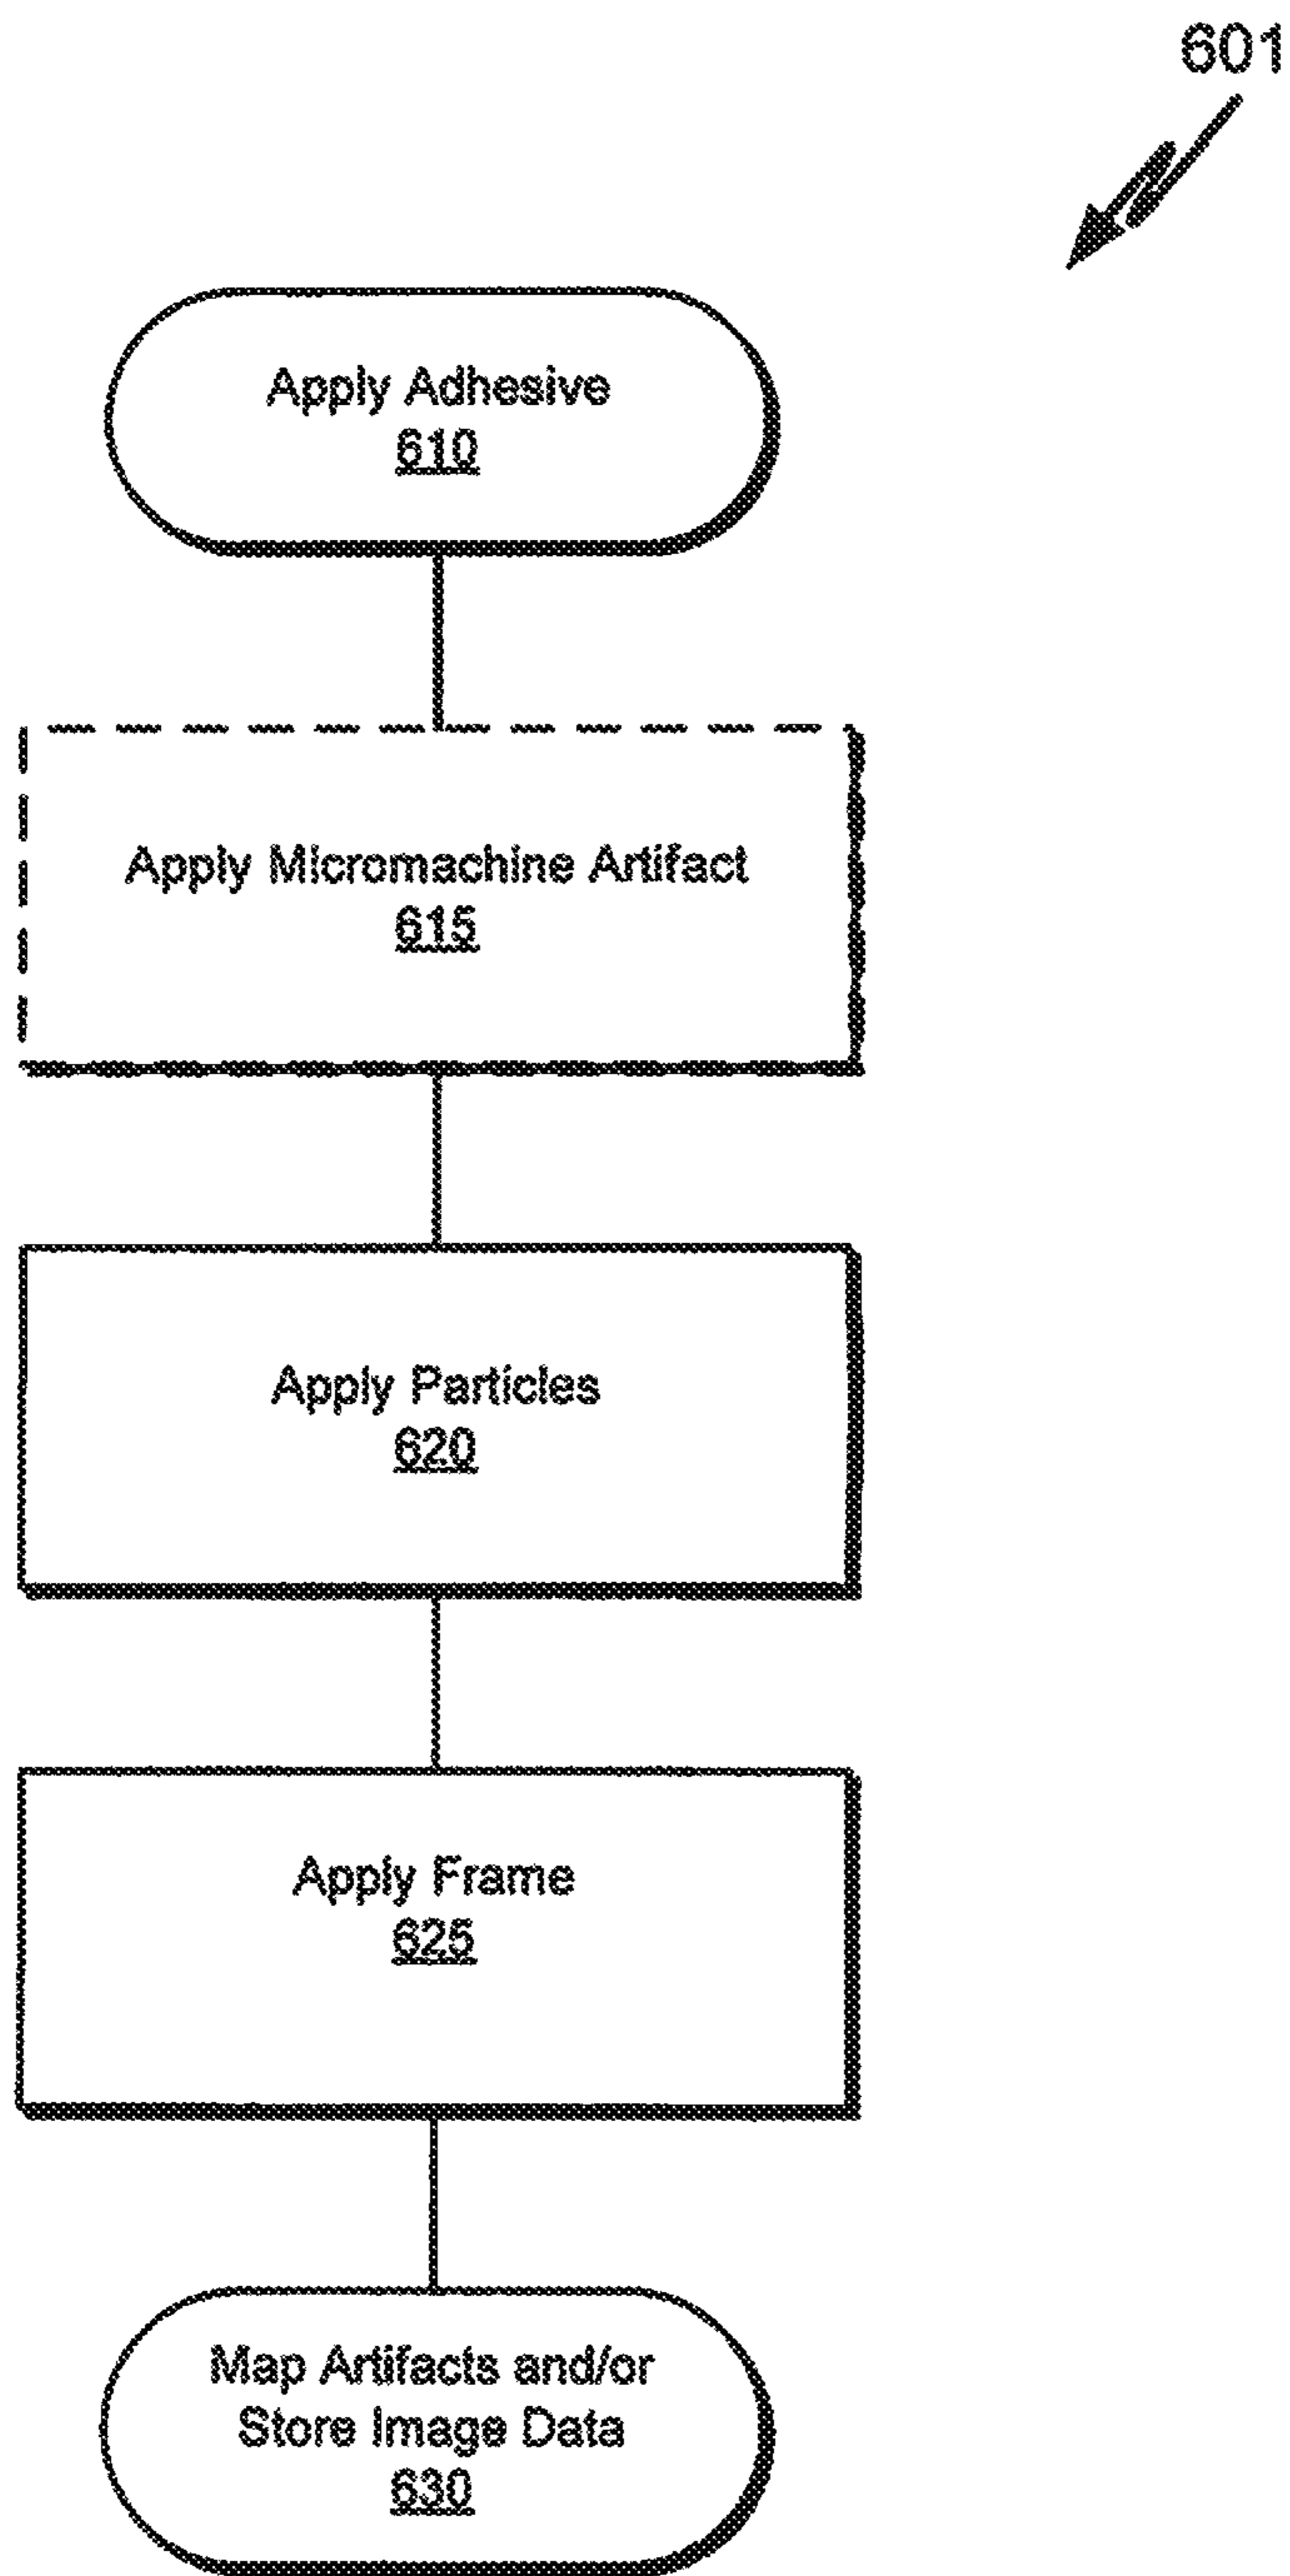 601
Apply Adhesive
610
Apply Micromachine Artifact
615
Apply Particles
620
Apply Frame
625
Map Artifacts and/or
Store Image Data
630